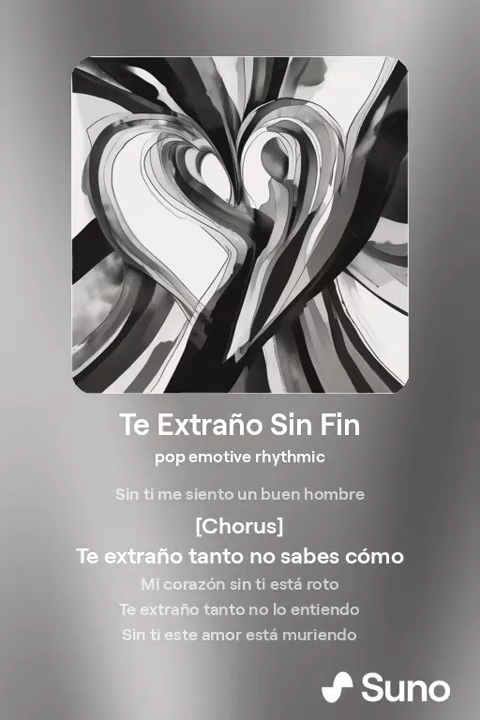 Te Extraño Sin Fin
pop emotive rhythmic
Sin ti me siento un buen hombre
[Chorus]
Te extraño tanto no sabes cómo
Mi corazón sin ti está roto
Te extraño tanto no lo entiendo
Sin ti este amor está muriendo
Suno